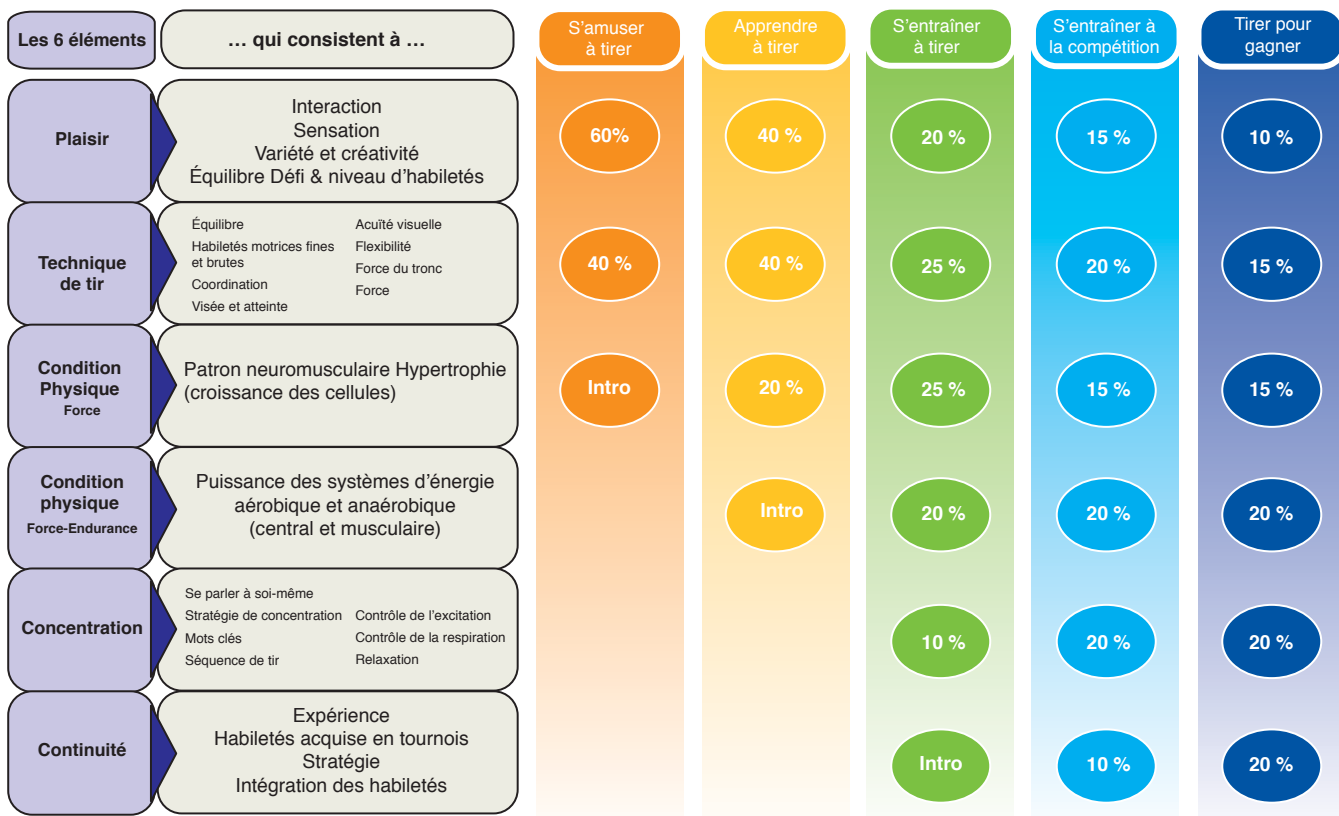 Les 6 éléments
… qui consistent à …
S'amuser
à tirer
Apprendre
à tirer
S'entraîner
à tirer
S'entraîner à
la compétition
Tirer pour
gagner
Plaisir
Interaction
Sensation
Variété et créativité
Équilibre Défi & niveau d'habiletés
60%
40 %
20 %
15 %
10 %
Technique
de tir
Équilibre
Habiletés motrices fines
et brutes
Coordination
Visée et atteinte
Acuïté visuelle
Flexibilité
Force du tronc
Force
40 %
40 %
25 %
20 %
15 %
Condition
Physique
Force
Patron neuromusculaire Hypertrophie
(croissance des cellules)
Intro
20 %
25 %
15 %
15 %
Condition
physique
Force-Endurance
Puissance des systèmes d'énergie
aérobique et anaérobique
(central et musculaire)
Intro
20 %
20 %
20 %
Concentration
Se parler à soi-même
Stratégie de concentration
Mots clés
Séquence de tir
Contrôle de l'excitation
Contrôle de la respiration
Relaxation
10 %
20 %
20 %
Continuité
Expérience
Habiletés acquise en tournois
Stratégie
Intégration des habiletés
Intro
10 %
20 %